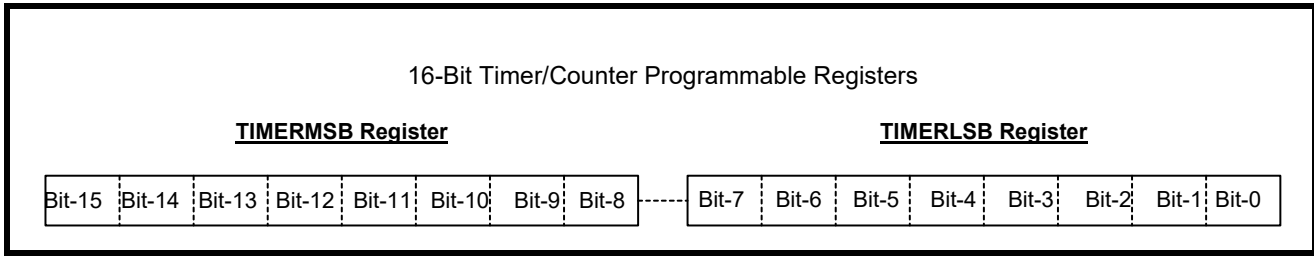 16-Bit Timer/Counter Programmable Registers
TIMERMSB Register TIMERLSB Register
Bit-15 Bit-14 Bit-13 Bit-12 Bit-11 Bit-10 Bit-9 Bit-8 Bit-7 Bit-6 Bit-5 Bit-4 Bit-3 Bit-2 Bit-1 Bit-0